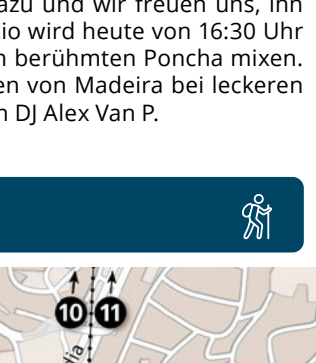 azu und wir freuen uns, ihn
io wird heute von 16:30 Uhr
n berühmten Poncha mixen.
en von Madeira bei leckeren
n DJ Alex Van P.
10 11
dia